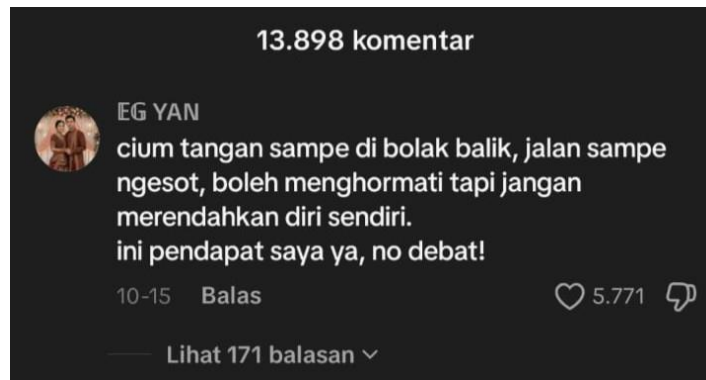 13.898 komentar
𝔼𝔾 YAN
cium tangan sampe di bolak balik, jalan sampe
ngesot, boleh menghormati tapi jangan
merendahkan diri sendiri.
ini pendapat saya ya, no debat!
10-15 Balas 5.771
Lihat 171 balasan